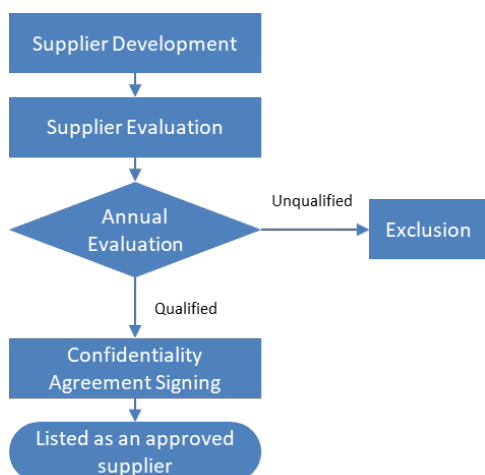 Supplier Development
Supplier Evaluation
Annual
Evaluation
Unqualified
Exclusion
Qualified
Confidentiality
Agreement Signing
Listed as an approved
supplier